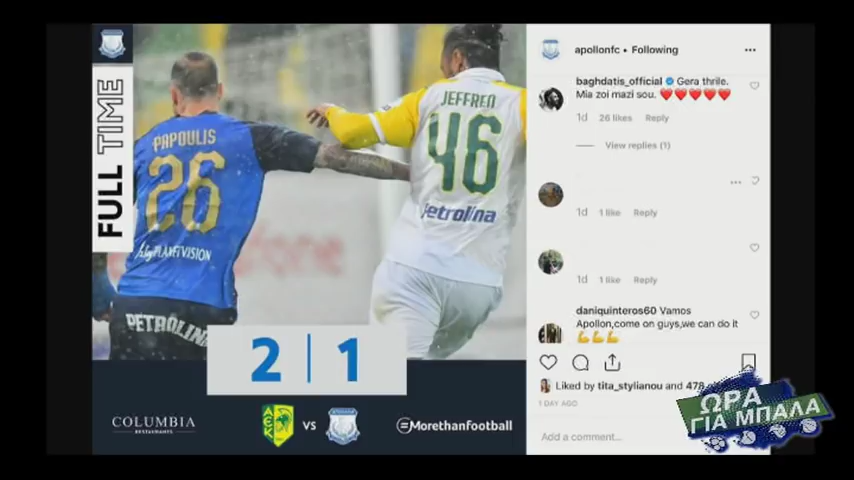 FULL TIME
PAPOULIS
26
PLANETVISION
PETROLIN
JEFFREN
46
petrolina
2 | 1
COLUMBIA
RESTAURANTS
ΑΕΚ
vs
#Morethanfootball
apollonfc • Following
baghdatis_official Gera thrile.
Mia zoi mazi sou. ❤️❤️❤️❤️❤️
1d 26 likes Reply
View replies (1)
1d 1 like Reply
1d 1 like Reply
daniquinteros60 Vamos
Apollon,come on guys,we can do it
💪💪💪
Liked by tita_stylianou and 478
1 DAY AGO
Add a comment...
ΩΡΑ
ΓΙΑ ΜΠΑΛΑ